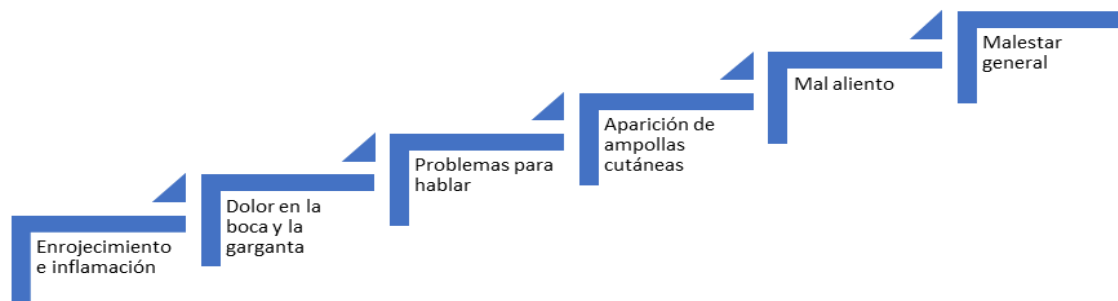 Enrojecimiento
e inflamación
Dolor en la
boca y la
garganta
Problemas para
hablar
Aparición de
ampollas
cutáneas
Mal aliento
Malestar
general